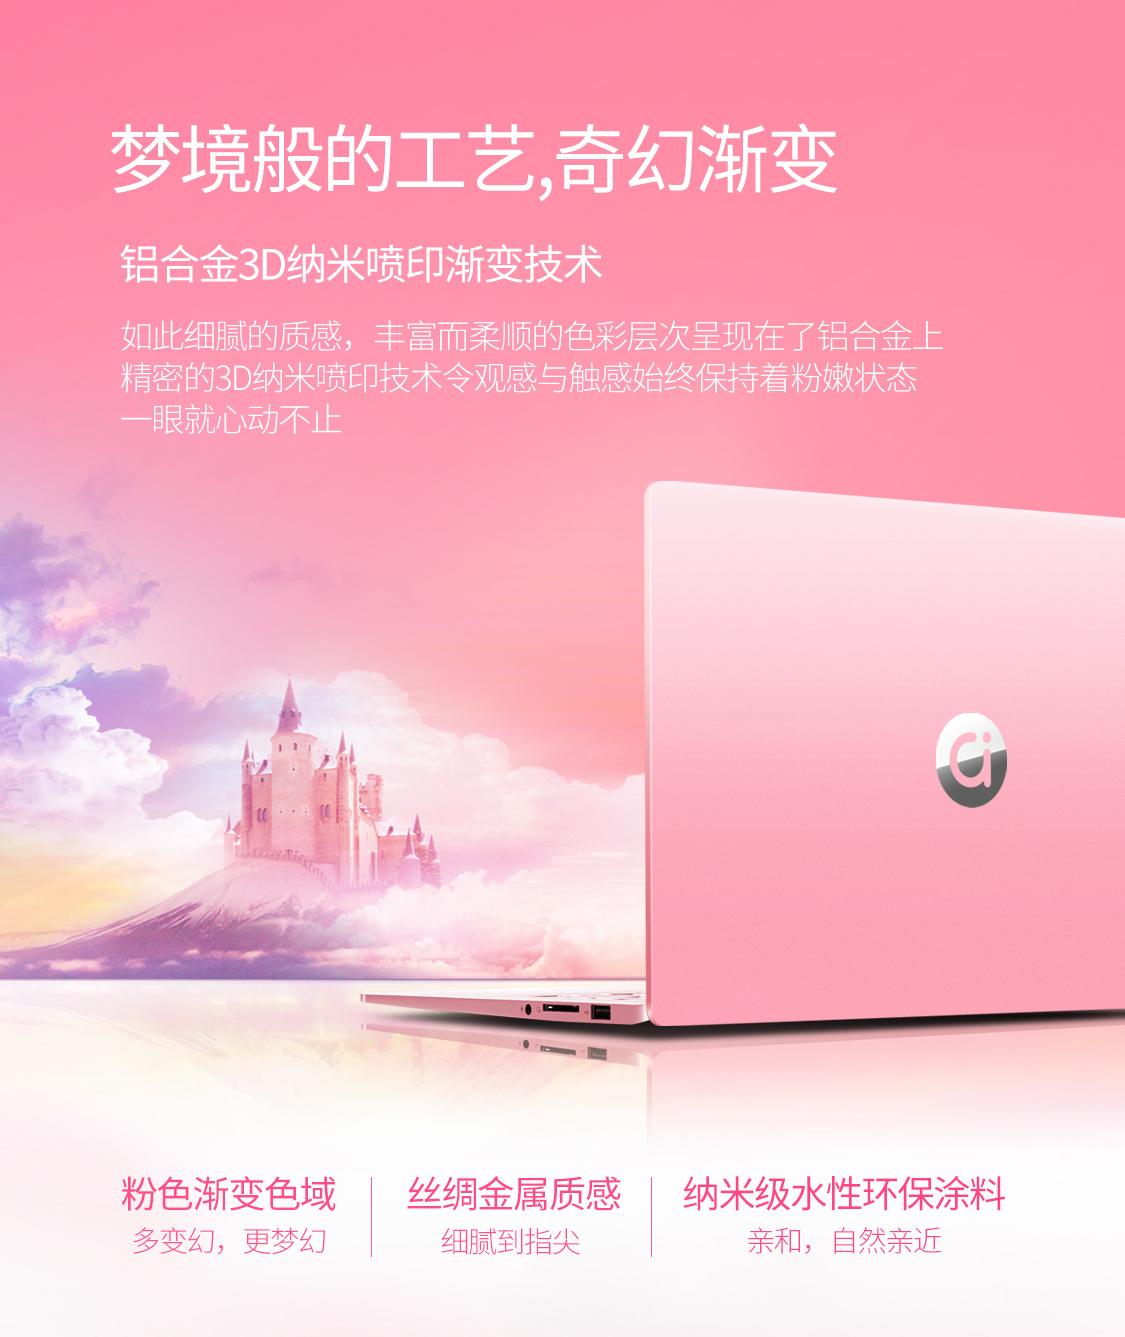 梦境般的工艺,奇幻渐变
铝合金3D纳米喷印渐变技术
如此细腻的质感，丰富而柔顺的色彩层次呈现在了铝合金上
精密的3D纳米喷印技术令观感与触感始终保持着粉嫩状态
一眼就心动不止
粉色渐变色域
多变幻，更梦幻
丝绸金属质感
细腻到指尖
纳米级水性环保涂料
亲和，自然亲近